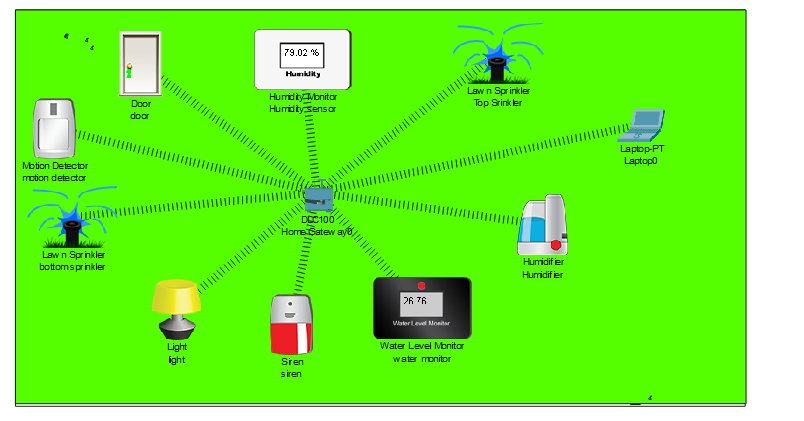 79.02 %
Humidity
Humidity Monitor
Humidity sensor
Door
door
Lawn Sprinkler
Top Srinkler
Laptop-PT
Laptop0
Motion Detector
motion detector
DLC100
Home Gateway0
Lawn Sprinkler
bottom sprinkler
Humidifier
Humidifier
26.76
Water Level Monitor
Water Level Monitor
water monitor
Light
light
Siren
siren